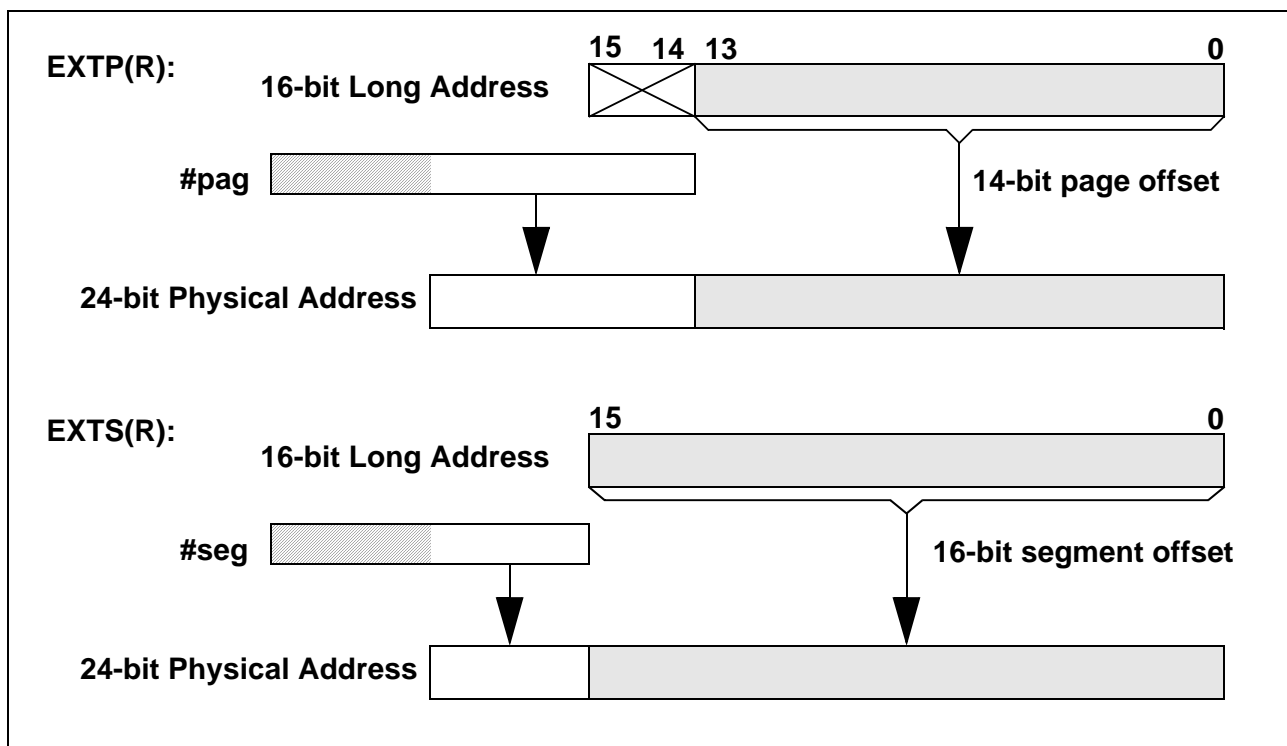 EXTP(R):
15 14 13 0
16-bit Long Address
#pag
14-bit page offset
24-bit Physical Address
EXTS(R):
15 0
16-bit Long Address
#seg
16-bit segment offset
24-bit Physical Address